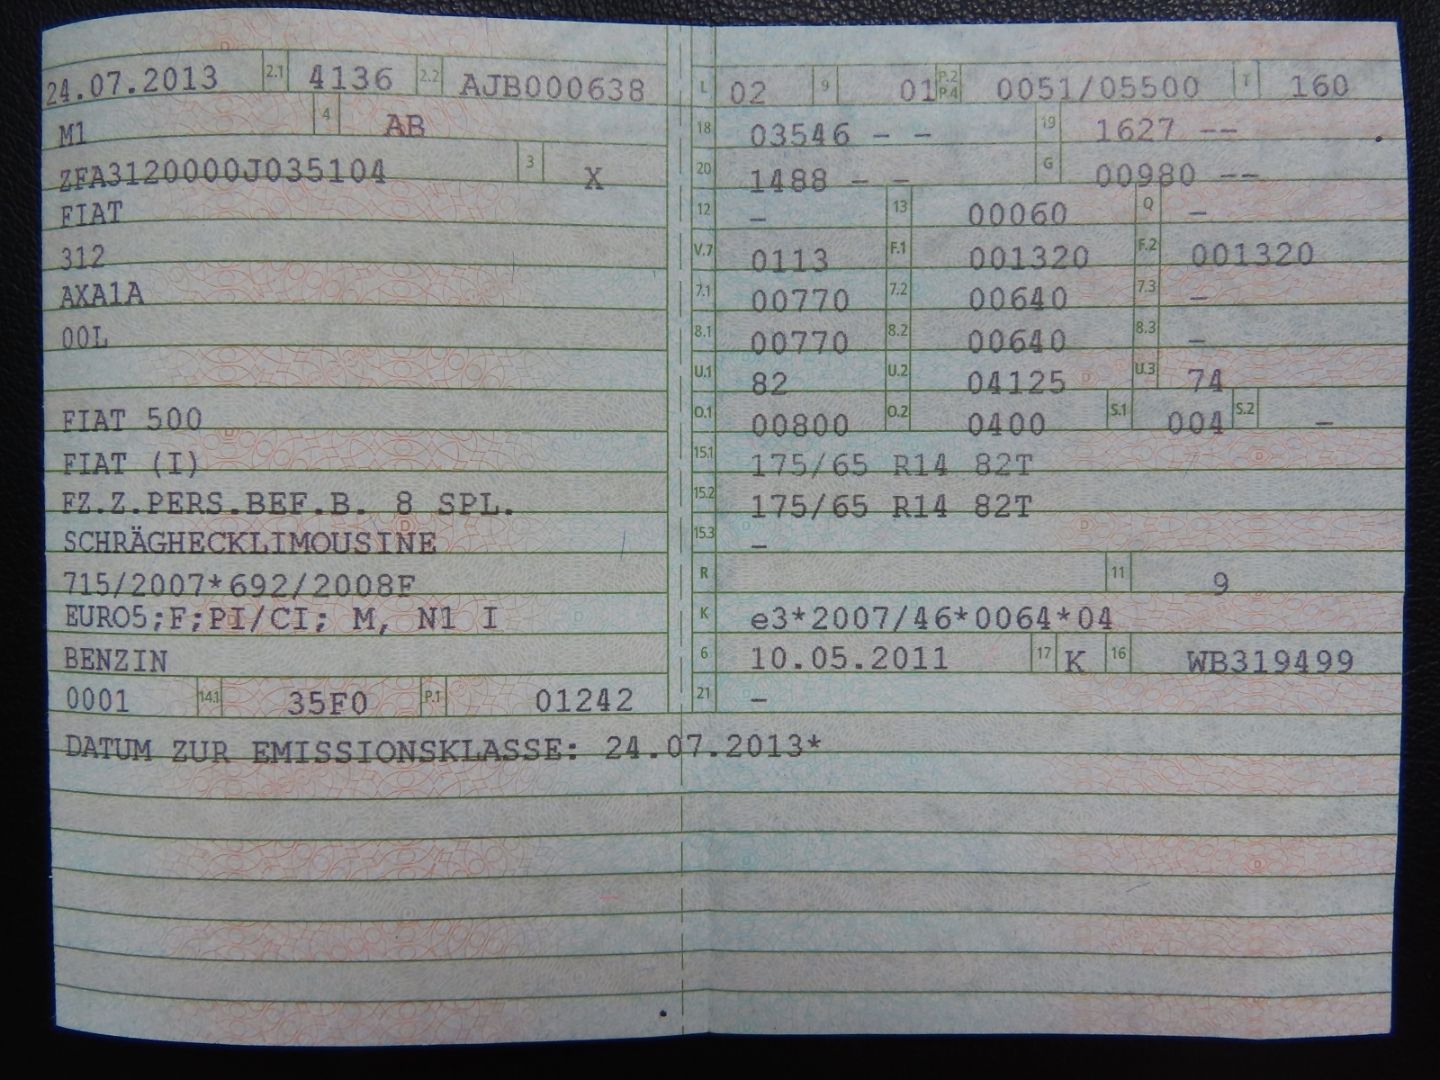 24.07.2013 2.1 4136 2.2 AJB000638 L 02 9 01 P.2 P.4 0051/05500 T 160
M1 4 AB 18 03546 - - 19 1627 --
ZFA3120000J035104 3 X 20 1488 - - G 00980 --
FIAT 12 - 13 00060 Q -
312 V.7 0113 F.1 001320 F.2 001320
AXA1A 7.1 00770 7.2 00640 7.3 -
00L 8.1 00770 8.2 00640 8.3 -
U.1 82 U.2 04125 U.3 74
FIAT 500 O.1 00800 O.2 0400 S.1 004 S.2 -
FIAT (I) 15.1 175/65 R14 82T
FZ.Z.PERS.BEF.B. 8 SPL. 15.2 175/65 R14 82T
SCHRÄGHECKLIMOUSINE 15.3 -
715/2007*692/2008F R 11 9
EURO5;F;PI/CI; M, N1 I K e3*2007/46*0064*04
BENZIN 6 10.05.2011 17 K 16 WB319499
0001 14.1 35F0 P.1 01242 21 -
DATUM ZUR EMISSIONSKLASSE: 24.07.2013*